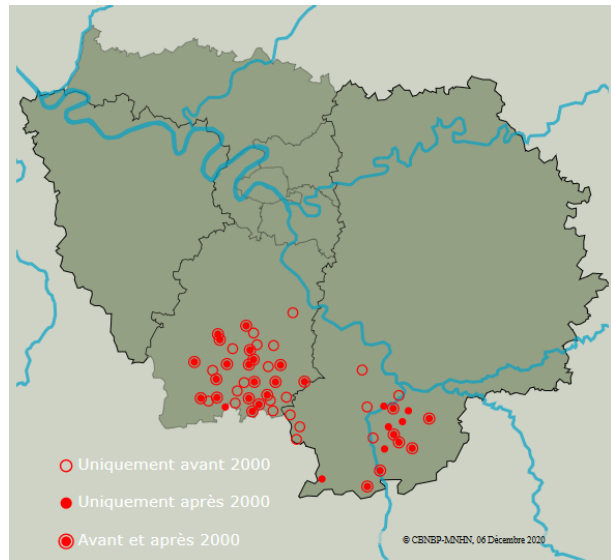 Uniquement avant 2000
Uniquement après 2000
Avant et après 2000
© CBNBP-MNHN, 06 Décembre 2020